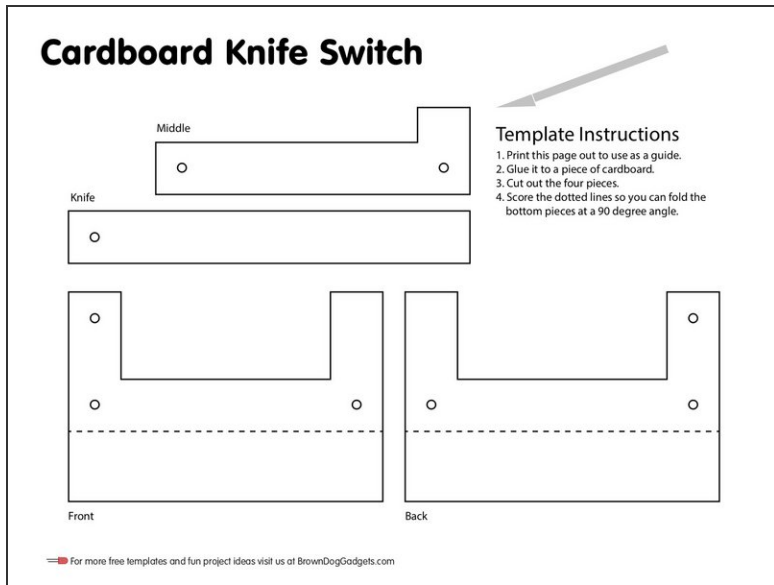 Cardboard Knife Switch
Middle
Knife
Template Instructions
1. Print this page out to use as a guide.
2. Glue it to a piece of cardboard.
3. Cut out the four pieces.
4. Score the dotted lines so you can fold the
bottom pieces at a 90 degree angle.
Front
Back
For more free templates and fun project ideas visit us at BrownDogGadgets.com